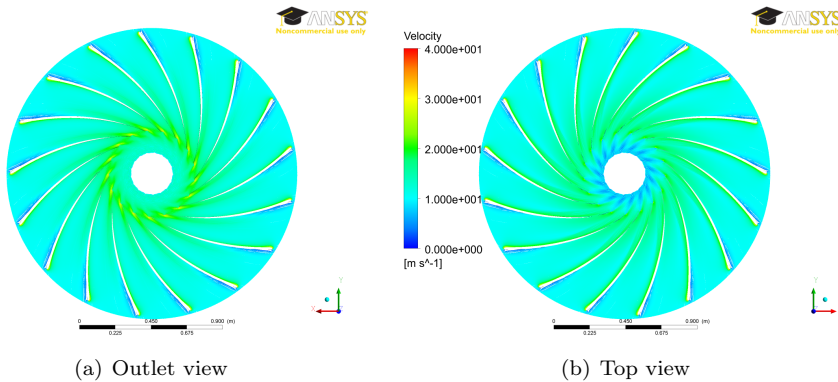 ANSYS
Noncommercial use only
0 0.450 0.900 (m)
0.225 0.675
Y
X
(a) Outlet view
ANSYS
Noncommercial use only
Velocity
4.000e+001
3.000e+001
2.000e+001
1.000e+001
0.000e+000
[m s^-1]
0 0.450 0.900 (m)
0.225 0.675
Y
(b) Top view